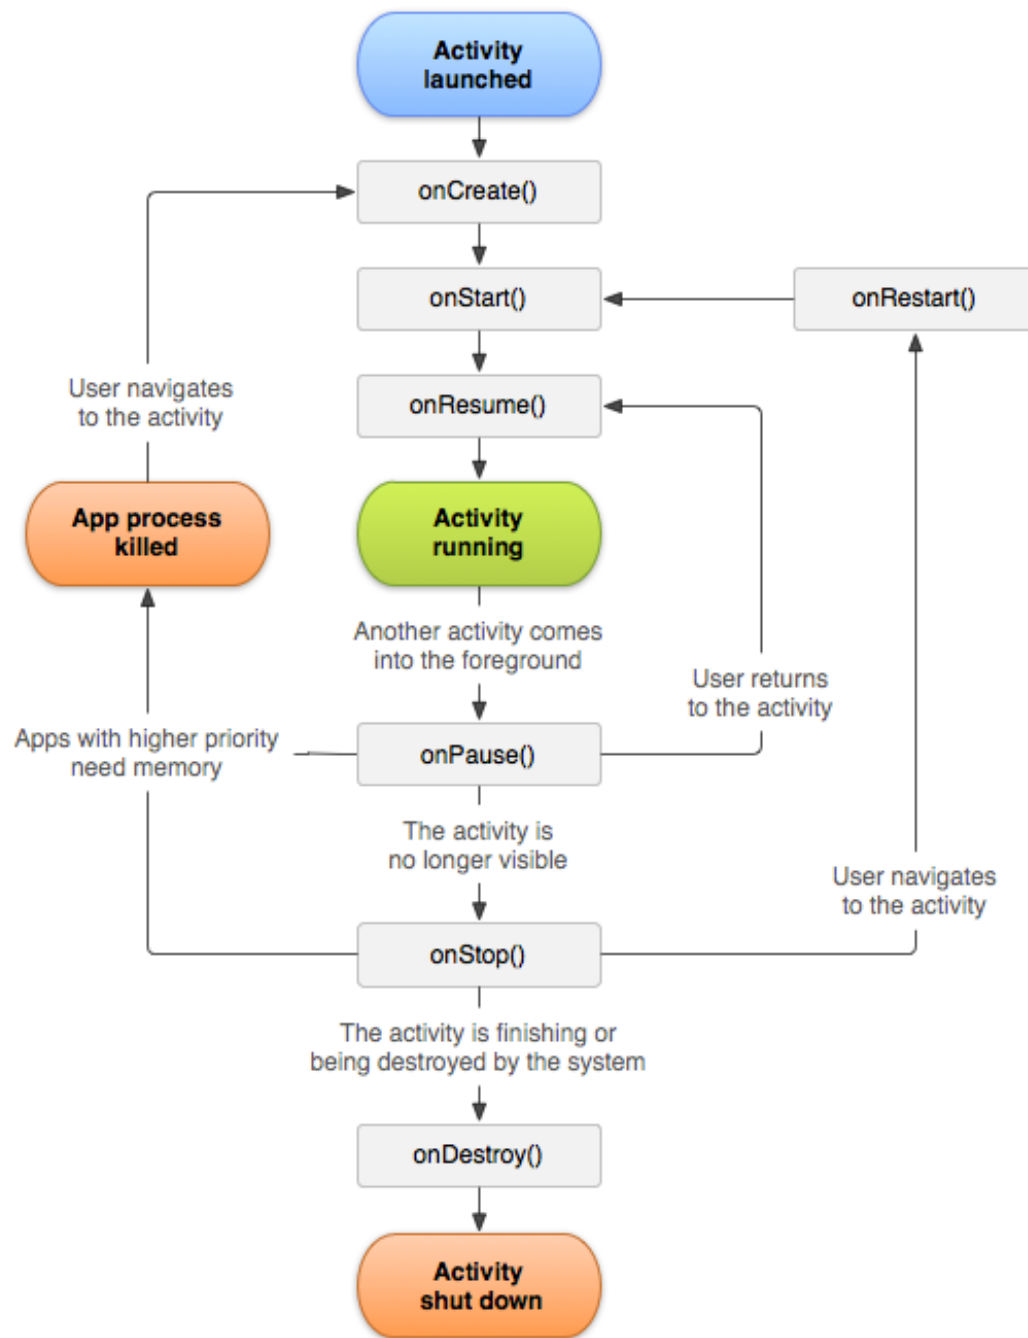 Activity
launched
onCreate()
onStart()
onRestart()
User navigates
to the activity
onResume()
App process
killed
Activity
running
Another activity comes
into the foreground
User returns
to the activity
Apps with higher priority
need memory
onPause()
The activity is
no longer visible
User navigates
to the activity
onStop()
The activity is finishing or
being destroyed by the system
onDestroy()
Activity
shut down